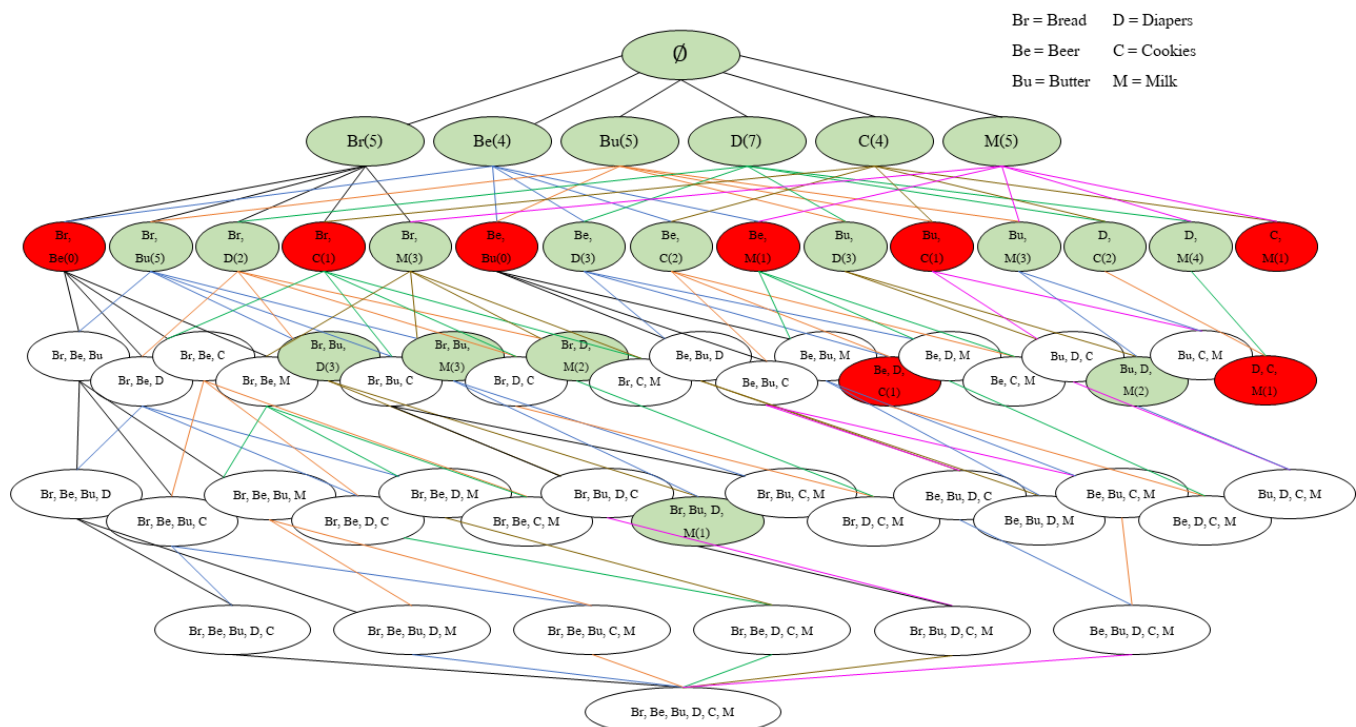 Br = Bread D = Diapers
Be = Beer C = Cookies
Bu = Butter M = Milk
Ø
Br(5) Be(4) Bu(5) D(7) C(4) M(5)
Br, Br, Br, Br, Br, Be, Be, Be, Be, Bu, Bu, Bu, D, D, C,
Be(0) Bu(5) D(2) C(1) M(3) Bu(0) D(3) C(2) M(1) D(3) C(1) M(3) C(2) M(4) M(1)
Br, Be, Bu
Br, Be, D
Br, Be, C
Br, Be, M
Br, Bu,
D(3)
Br, Bu, C
Br, Bu,
M(3)
Br, D, C
Br, D,
M(2)
Br, C, M
Be, Bu, D
Be, Bu, C
Be, Bu, M
Be, D,
C(1)
Be, D, M
Be, C, M
Bu, D, C
Bu, D,
M(2)
Bu, C, M
D, C,
M(1)
Br, Be, Bu, D
Br, Be, Bu, C
Br, Be, Bu, M
Br, Be, D, C
Br, Be, D, M
Br, Be, C, M
Br, Bu, D, C
Br, Bu, D,
M(1)
Br, Bu, C, M
Br, D, C, M
Be, Bu, D, C
Be, Bu, D, M
Be, Bu, C, M
Be, D, C, M
Bu, D, C, M
Br, Be, Bu, D, C
Br, Be, Bu, D, M
Br, Be, Bu, C, M
Br, Be, D, C, M
Br, Bu, D, C, M
Be, Bu, D, C, M
Br, Be, Bu, D, C, M